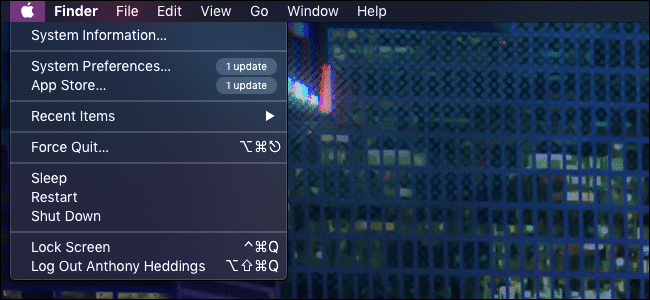 Finder File Edit View Go Window Help
System Information...
System Preferences... 1 update
App Store... 1 update
Recent Items ▶
Force Quit... ⌥⌘⎋
Sleep
Restart
Shut Down
Lock Screen ^⌘Q
Log Out Anthony Heddings ⌥⇧⌘Q